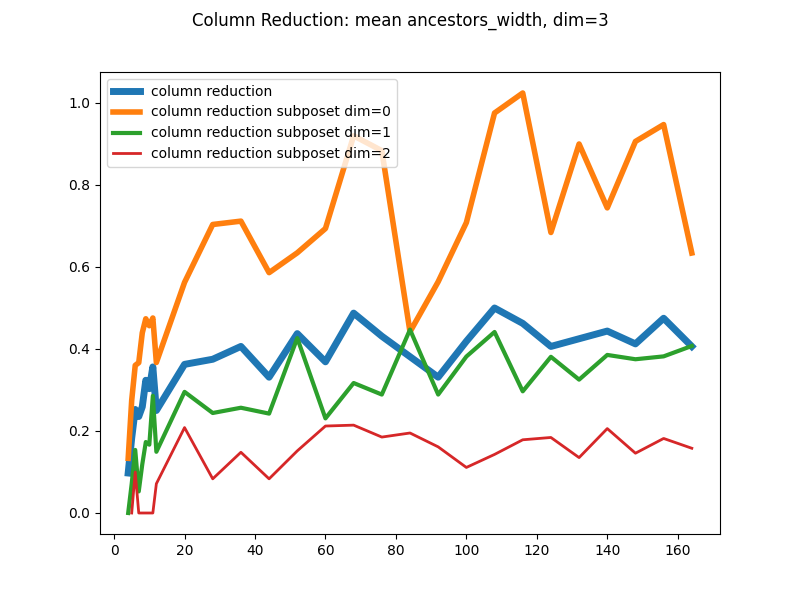 Column Reduction: mean ancestors_width, dim=3
column reduction
column reduction subposet dim=0
column reduction subposet dim=1
column reduction subposet dim=2
1.0
0.8
0.6
0.4
0.2
0.0
0 20 40 60 80 100 120 140 160